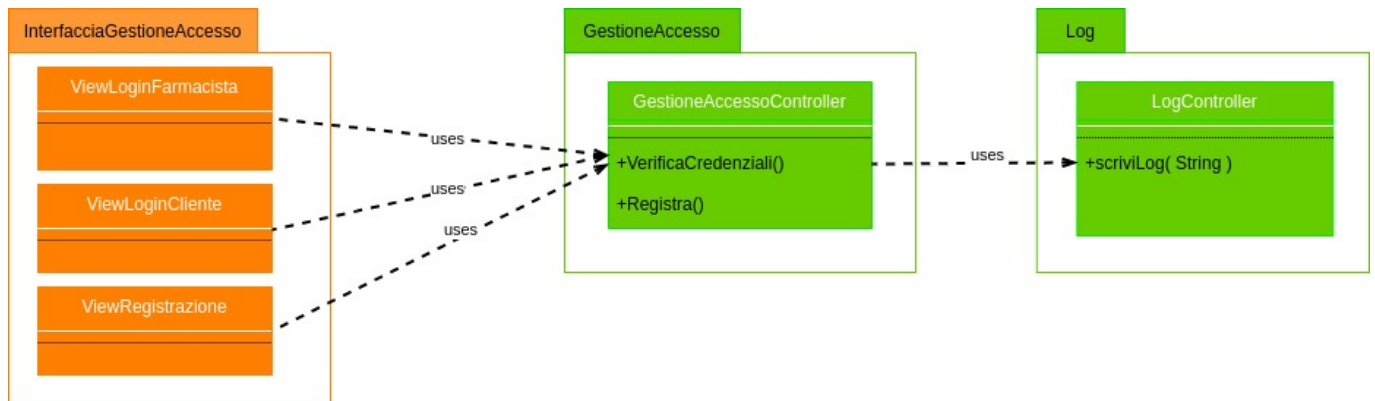 InterfacciaGestioneAccesso
ViewLoginFarmacista
ViewLoginCliente
ViewRegistrazione
uses
uses
uses
GestioneAccesso
GestioneAccessoController
+VerificaCredenziali()
+Registra()
uses
Log
LogController
+scriviLog( String )